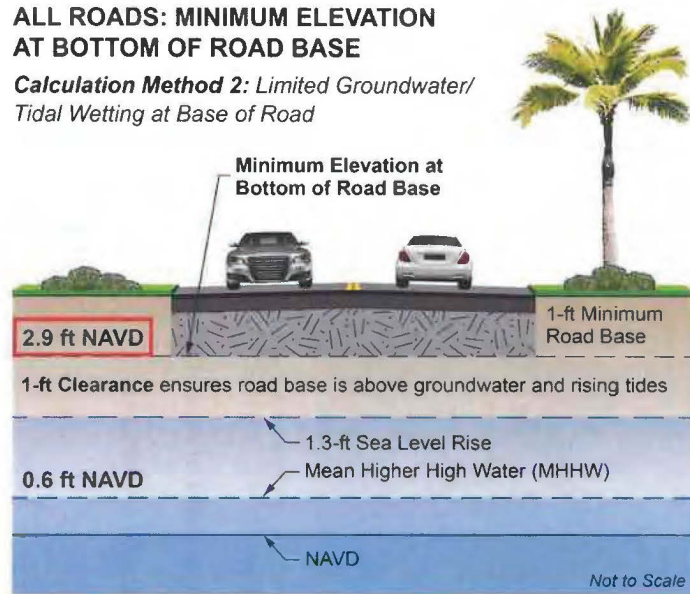 ALL ROADS: MINIMUM ELEVATION
AT BOTTOM OF ROAD BASE
Calculation Method 2: Limited Groundwater/
Tidal Wetting at Base of Road
Minimum Elevation at
Bottom of Road Base
1-ft Minimum
Road Base
2.9 ft NAVD
1-ft Clearance ensures road base is above groundwater and rising tides
1.3-ft Sea Level Rise
Mean Higher High Water (MHHW)
0.6 ft NAVD
NAVD
Not to Scale